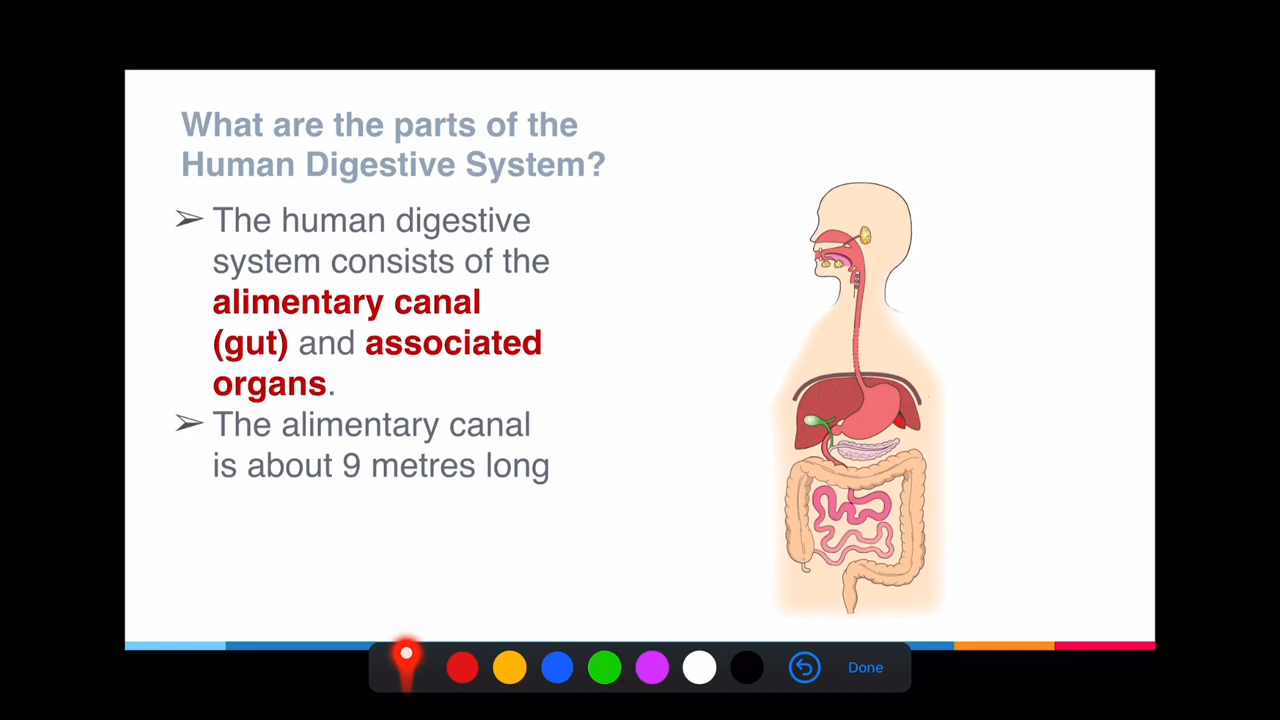 What are the parts of the
Human Digestive System?
➢ The human digestive
system consists of the
alimentary canal
(gut) and associated
organs.
➢ The alimentary canal
is about 9 metres long
Done